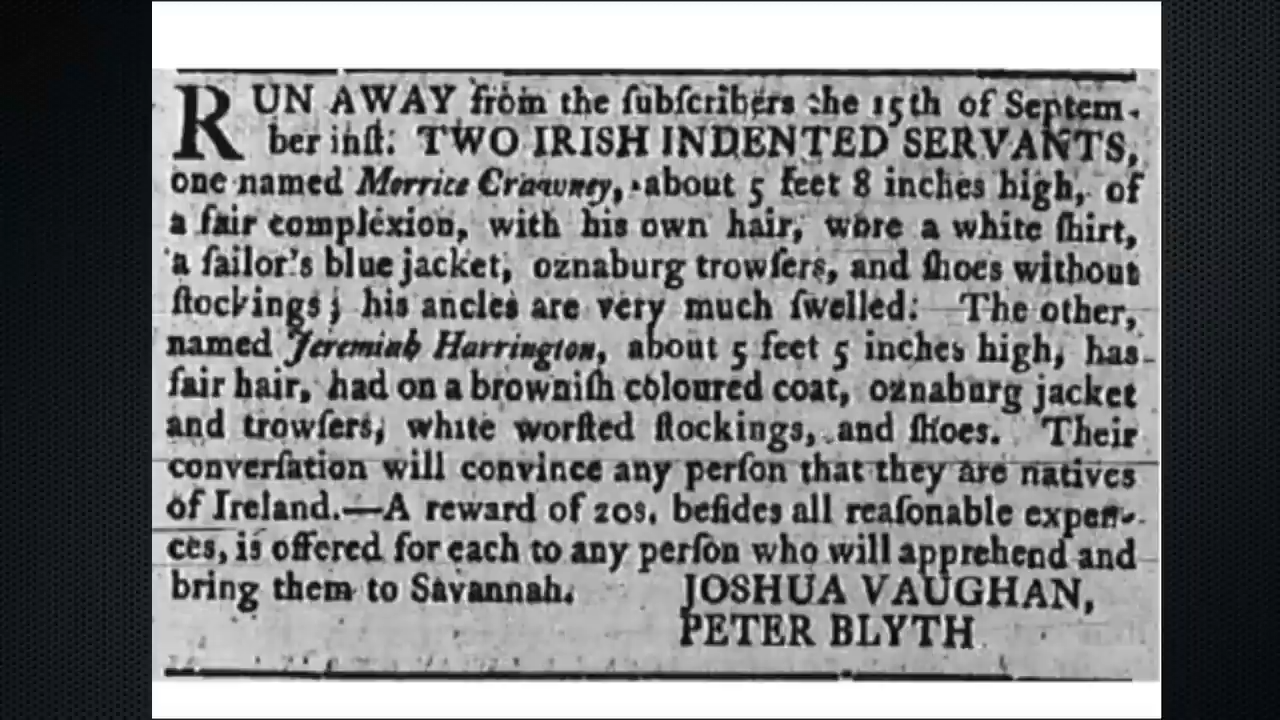 RUN AWAY from the ſubſcribers the 15th of Septem-
ber inſt: TWO IRISH INDENTED SERVANTS,
one named Morrice Crawney, about 5 feet 8 inches high, of
a fair complexion, with his own hair, wore a white ſhirt,
a ſailor's blue jacket, oznaburg trowſers, and ſhoes without
ſtockings; his ancles are very much ſwelled: The other,
named Jeremiah Harrington, about 5 feet 5 inches high, has
fair hair, had on a browniſh coloured coat, oznaburg jacket
and trowſers, white worſted ſtockings, and ſhoes. Their
converſation will convince any perſon that they are natives
of Ireland.—A reward of 20s. beſides all reaſonable expen-
ces, is offered for each to any perſon who will apprehend and
bring them to Savannah. JOSHUA VAUGHAN,
PETER BLYTH